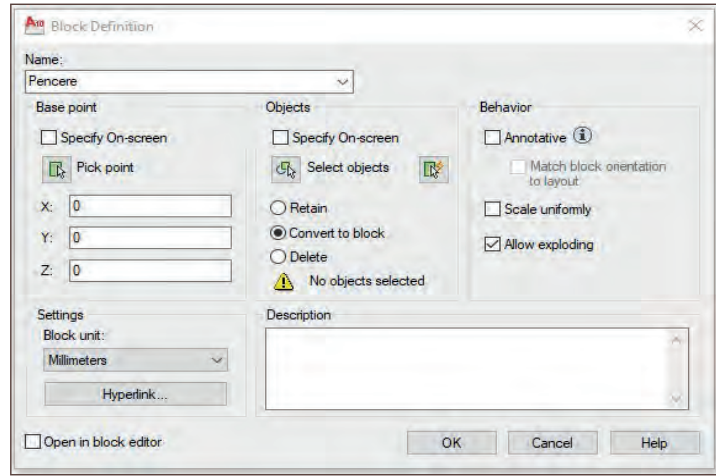 A10 Block Definition
Name:
Pencere
Base point
Specify On-screen
Pick point
X: 0
Y: 0
Z: 0
Objects
Specify On-screen
Select objects
Retain
Convert to block
Delete
No objects selected
Behavior
Annotative
Match block orientation
to layout
Scale uniformly
Allow exploding
Settings
Block unit:
Millimeters
Hyperlink...
Description
Open in block editor
OK
Cancel
Help